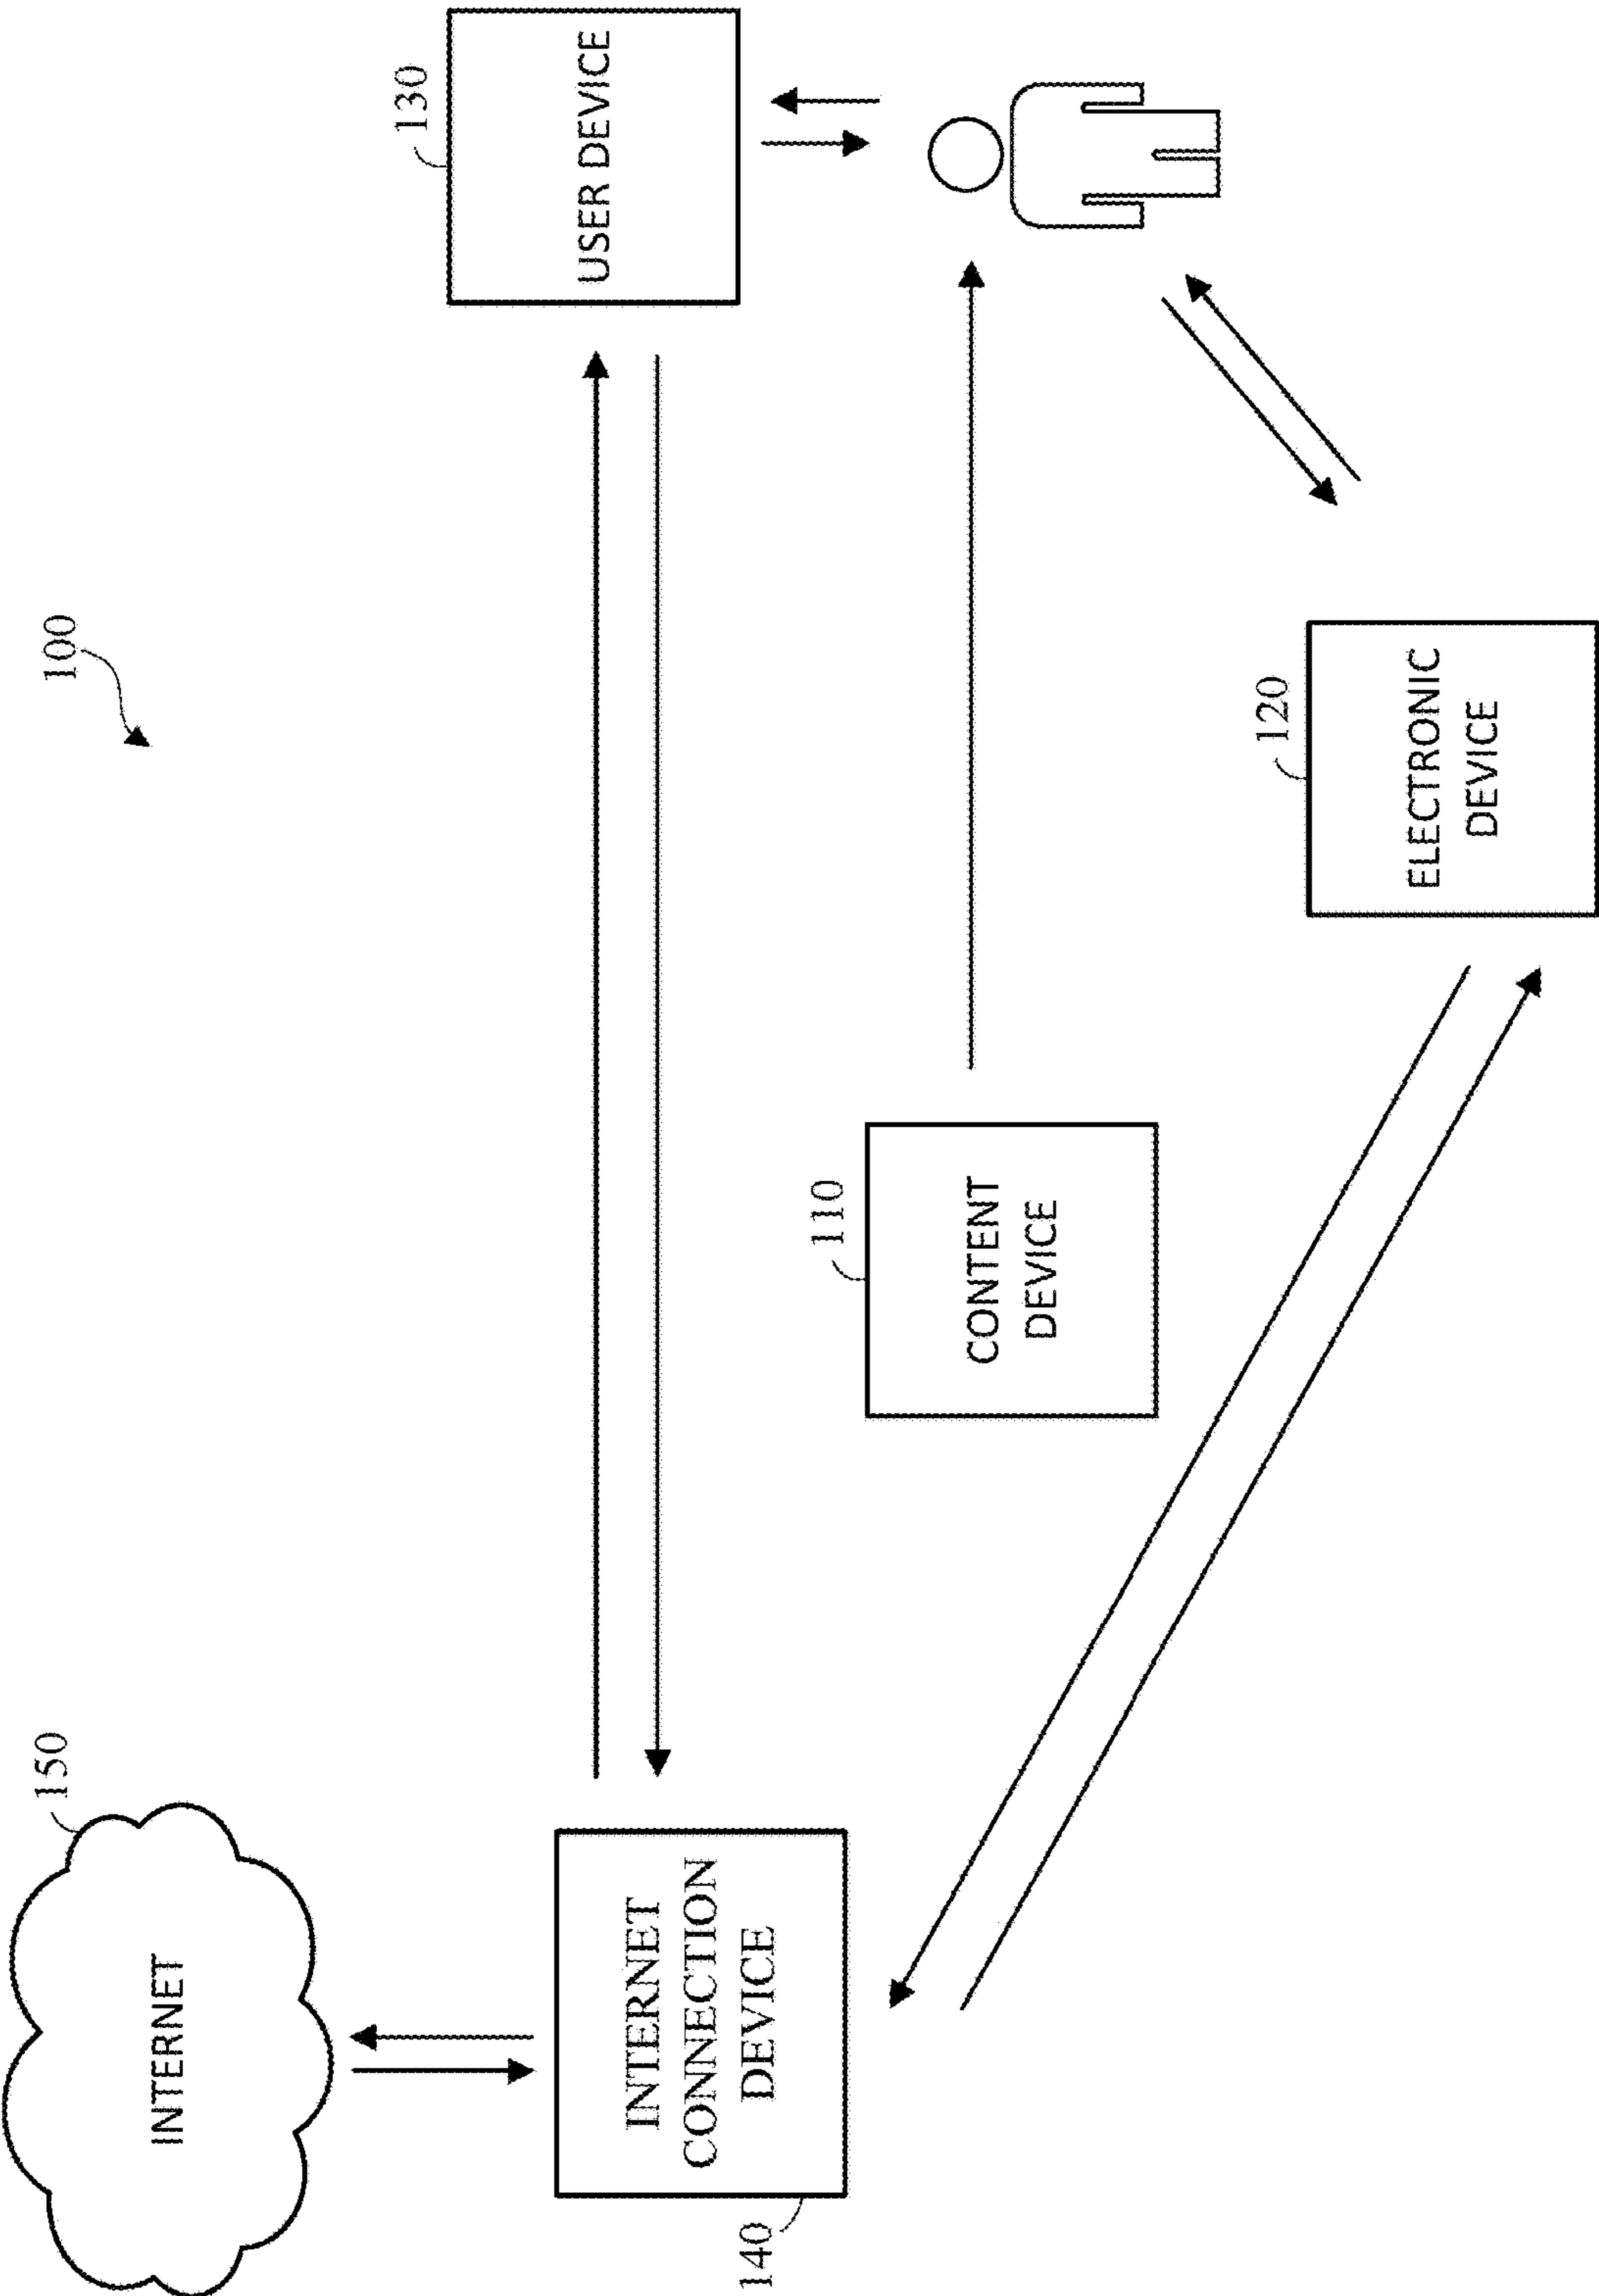 100
150
INTERNET
130
USER DEVICE
140
INTERNET
CONNECTION
DEVICE
110
CONTENT
DEVICE
120
ELECTRONIC
DEVICE